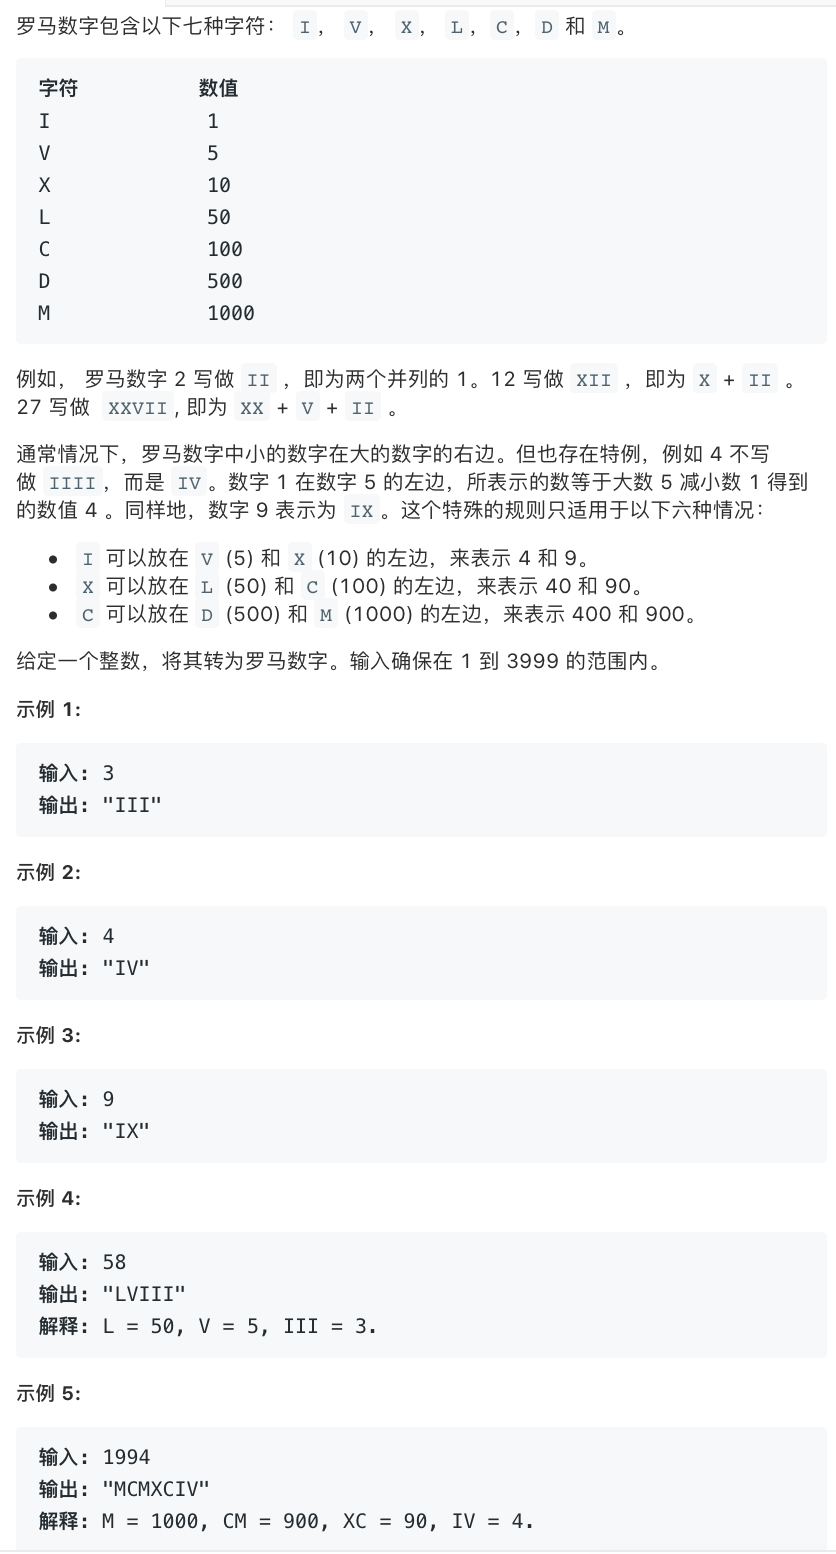 罗马数字包含以下七种字符： I， V， X， L，C，D 和 M。
字符 数值
I 1
V 5
X 10
L 50
C 100
D 500
M 1000
例如， 罗马数字 2 写做 II ，即为两个并列的 1。12 写做 XII ，即为 X + II 。
27 写做 XXVII, 即为 XX + V + II 。
通常情况下，罗马数字中小的数字在大的数字的右边。但也存在特例，例如 4 不写
做 IIII，而是 IV。数字 1 在数字 5 的左边，所表示的数等于大数 5 减小数 1 得到
的数值 4 。同样地，数字 9 表示为 IX。这个特殊的规则只适用于以下六种情况：
• I 可以放在 V (5) 和 X (10) 的左边，来表示 4 和 9。
• X 可以放在 L (50) 和 C (100) 的左边，来表示 40 和 90。
• C 可以放在 D (500) 和 M (1000) 的左边，来表示 400 和 900。
给定一个整数，将其转为罗马数字。输入确保在 1 到 3999 的范围内。
示例 1:
输入: 3
输出: "III"
示例 2:
输入: 4
输出: "IV"
示例 3:
输入: 9
输出: "IX"
示例 4:
输入: 58
输出: "LVIII"
解释: L = 50, V = 5, III = 3.
示例 5:
输入: 1994
输出: "MCMXCIV"
解释: M = 1000, CM = 900, XC = 90, IV = 4.